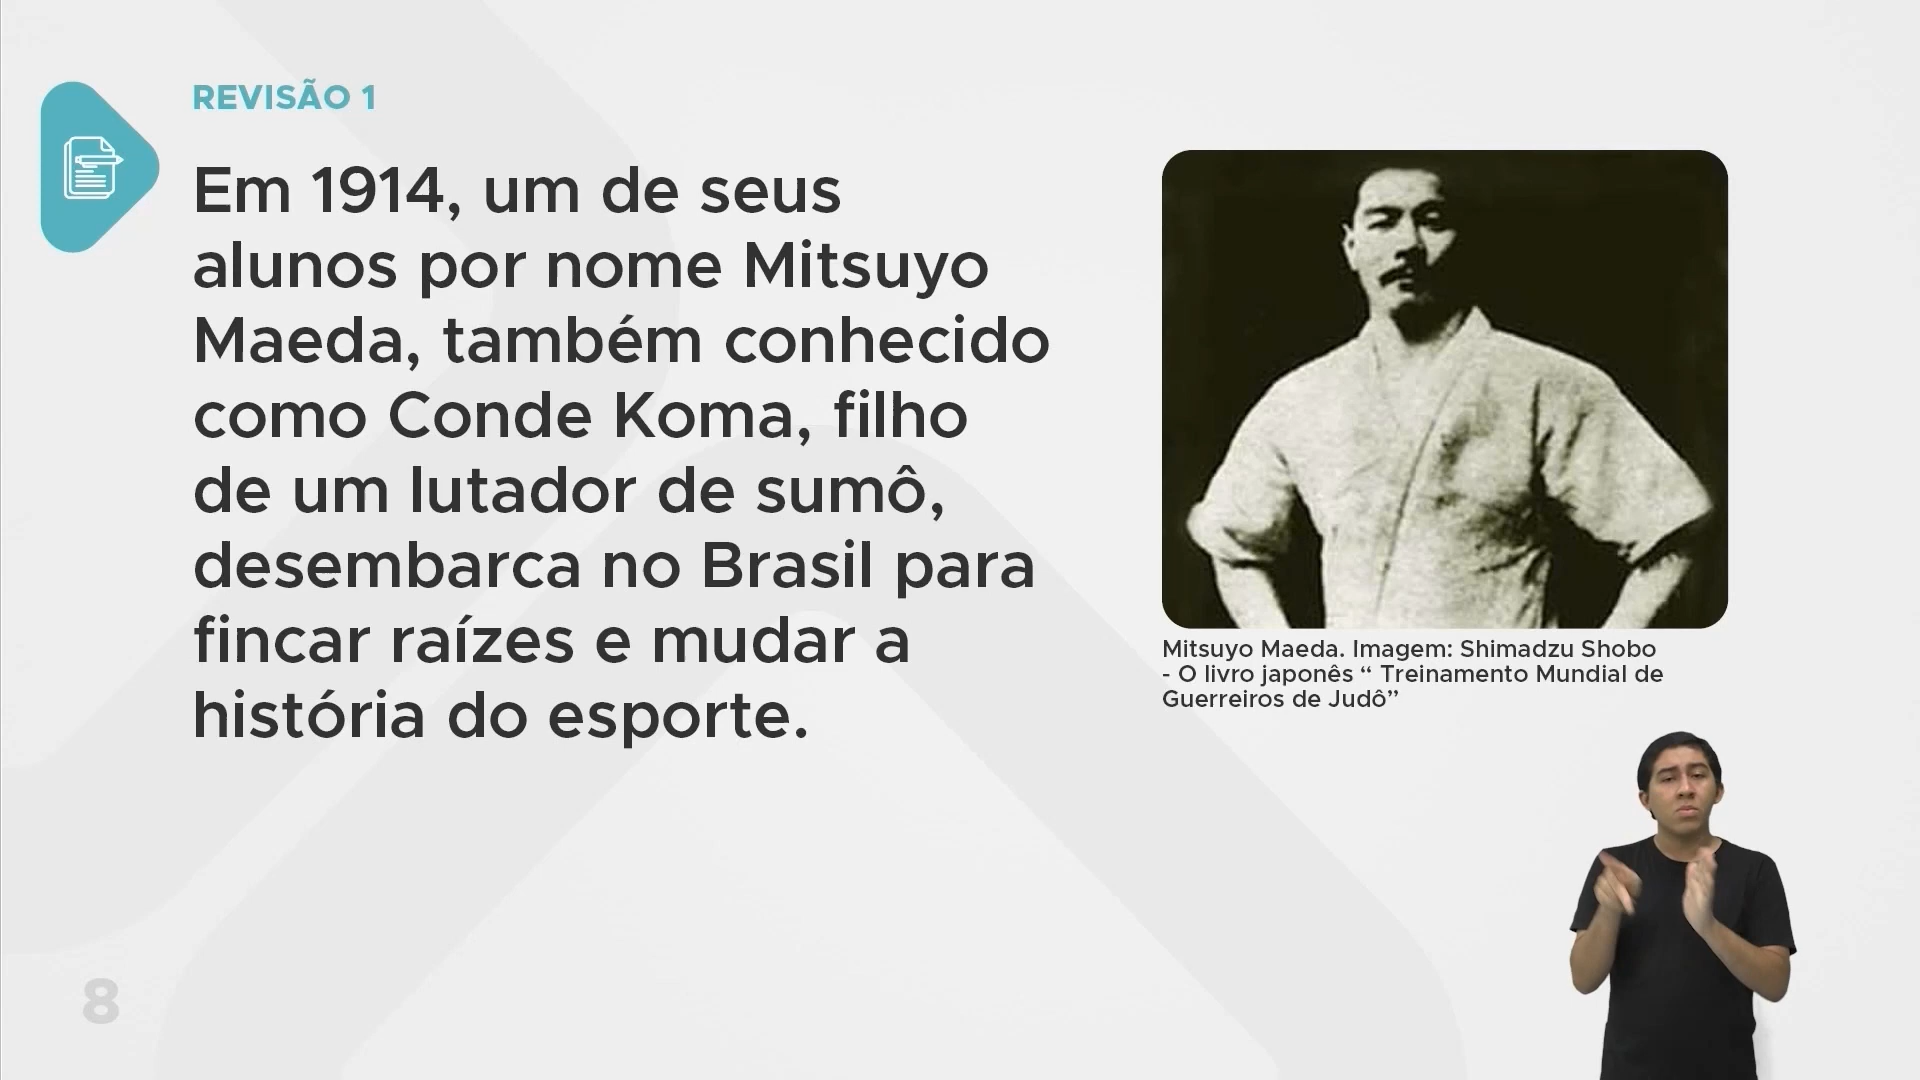 REVISÃO 1
Em 1914, um de seus
alunos por nome Mitsuyo
Maeda, também conhecido
como Conde Koma, filho
de um lutador de sumô,
desembarca no Brasil para
fincar raízes e mudar a
história do esporte.
Mitsuyo Maeda. Imagem: Shimadzu Shobo
- O livro japonês “ Treinamento Mundial de
Guerreiros de Judô”
8